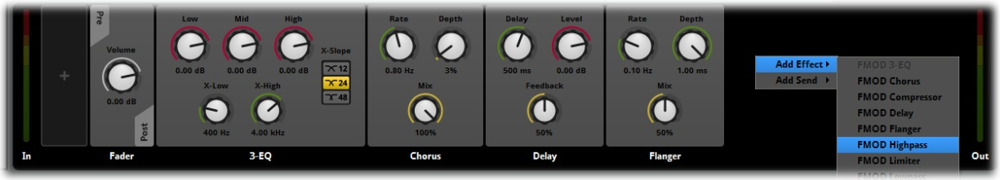 Pre
Volume
0.00 dB
Post
Low Mid High
0.00 dB 0.00 dB 0.00 dB
X-Slope
12
24
48
X-Low X-High
400 Hz 4.00 kHz
Rate Depth
0.80 Hz 3%
Mix
100%
Delay Level
500 ms 0.00 dB
Feedback
50%
Rate Depth
0.10 Hz 1.00 ms
Mix
50%
Add Effect
Add Send
FMOD 3-EQ
FMOD Chorus
FMOD Compressor
FMOD Delay
FMOD Flanger
FMOD Highpass
FMOD Limiter
FMOD Lowpass
In Fader 3-EQ Chorus Delay Flanger Out